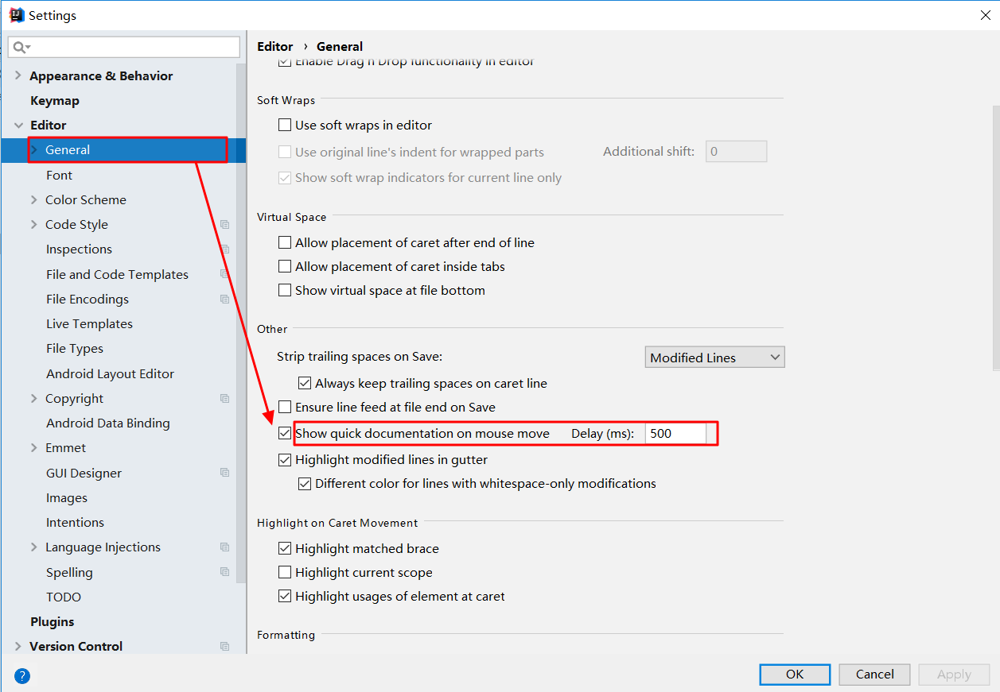 Settings
Editor › General
Appearance & Behavior
Keymap
Editor
General
Font
Color Scheme
Code Style
Inspections
File and Code Templates
File Encodings
Live Templates
File Types
Android Layout Editor
Copyright
Android Data Binding
Emmet
GUI Designer
Images
Intentions
Language Injections
Spelling
TODO
Plugins
Version Control
Enable Drag'n'Drop functionality in editor
Soft Wraps
Use soft wraps in editor
Use original line's indent for wrapped parts Additional shift: 0
Show soft wrap indicators for current line only
Virtual Space
Allow placement of caret after end of line
Allow placement of caret inside tabs
Show virtual space at file bottom
Other
Strip trailing spaces on Save: Modified Lines
Always keep trailing spaces on caret line
Ensure line feed at file end on Save
Show quick documentation on mouse move Delay (ms): 500
Highlight modified lines in gutter
Different color for lines with whitespace-only modifications
Highlight on Caret Movement
Highlight matched brace
Highlight current scope
Highlight usages of element at caret
Formatting
? OK Cancel Apply